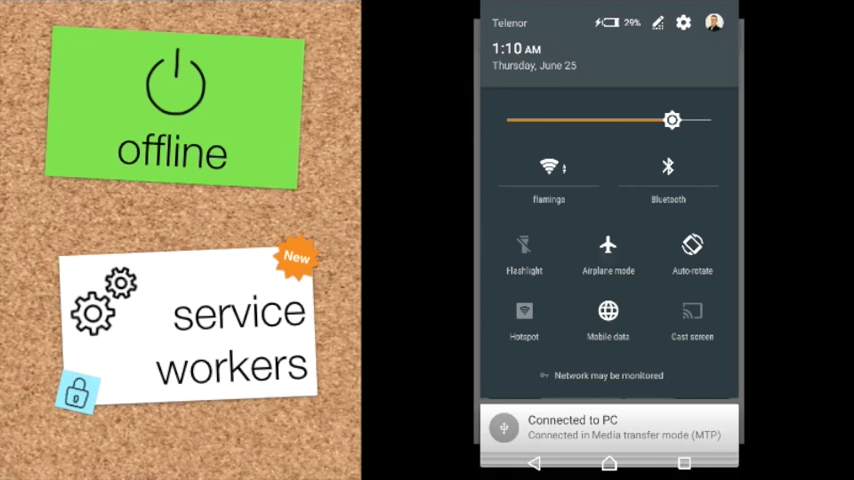 offline
New
service
workers
Telenor
29%
1:10 AM
Thursday, June 25
flamingo
Bluetooth
Flashlight
Airplane mode
Auto-rotate
Hotspot
Mobile data
Cast screen
Network may be monitored
Connected to PC
Connected in Media transfer mode (MTP)